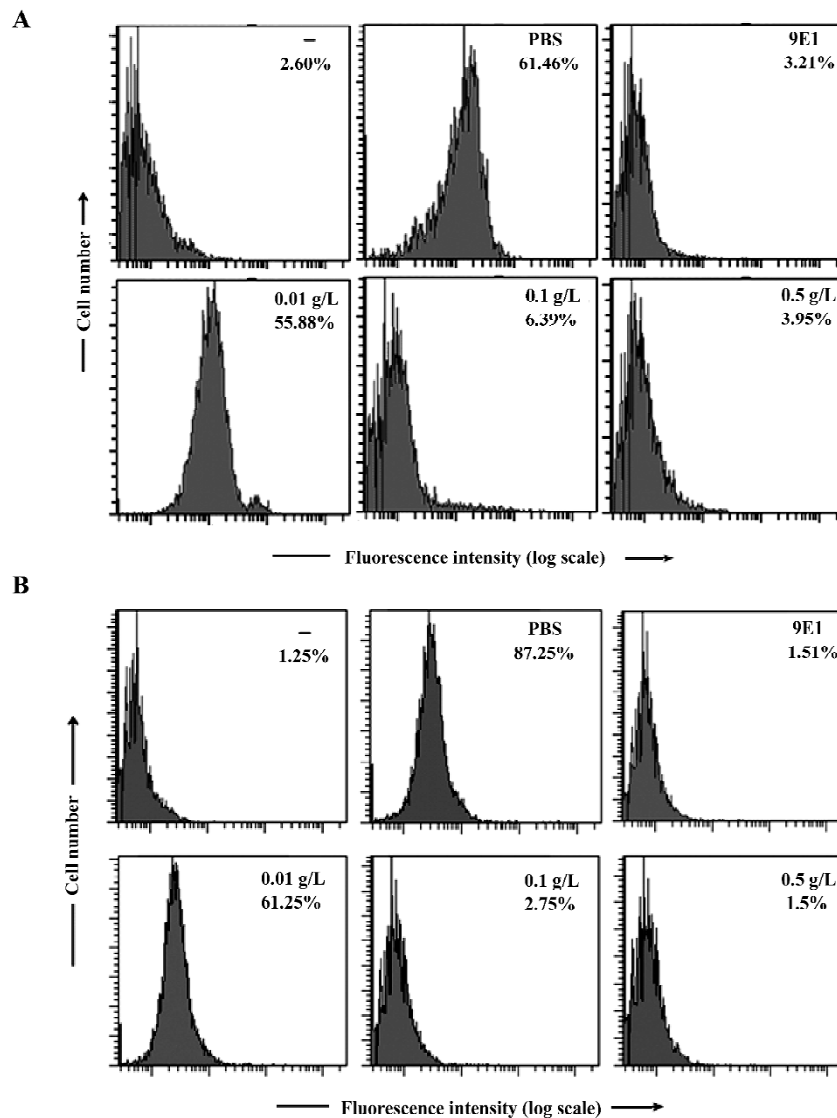 A
–
2.60%
PBS
61.46%
9E1
3.21%
0.01 g/L
55.88%
0.1 g/L
6.39%
0.5 g/L
3.95%
Cell number
Fluorescence intensity (log scale)
B
–
1.25%
PBS
87.25%
9E1
1.51%
0.01 g/L
61.25%
0.1 g/L
2.75%
0.5 g/L
1.5%
Cell number
Fluorescence intensity (log scale)